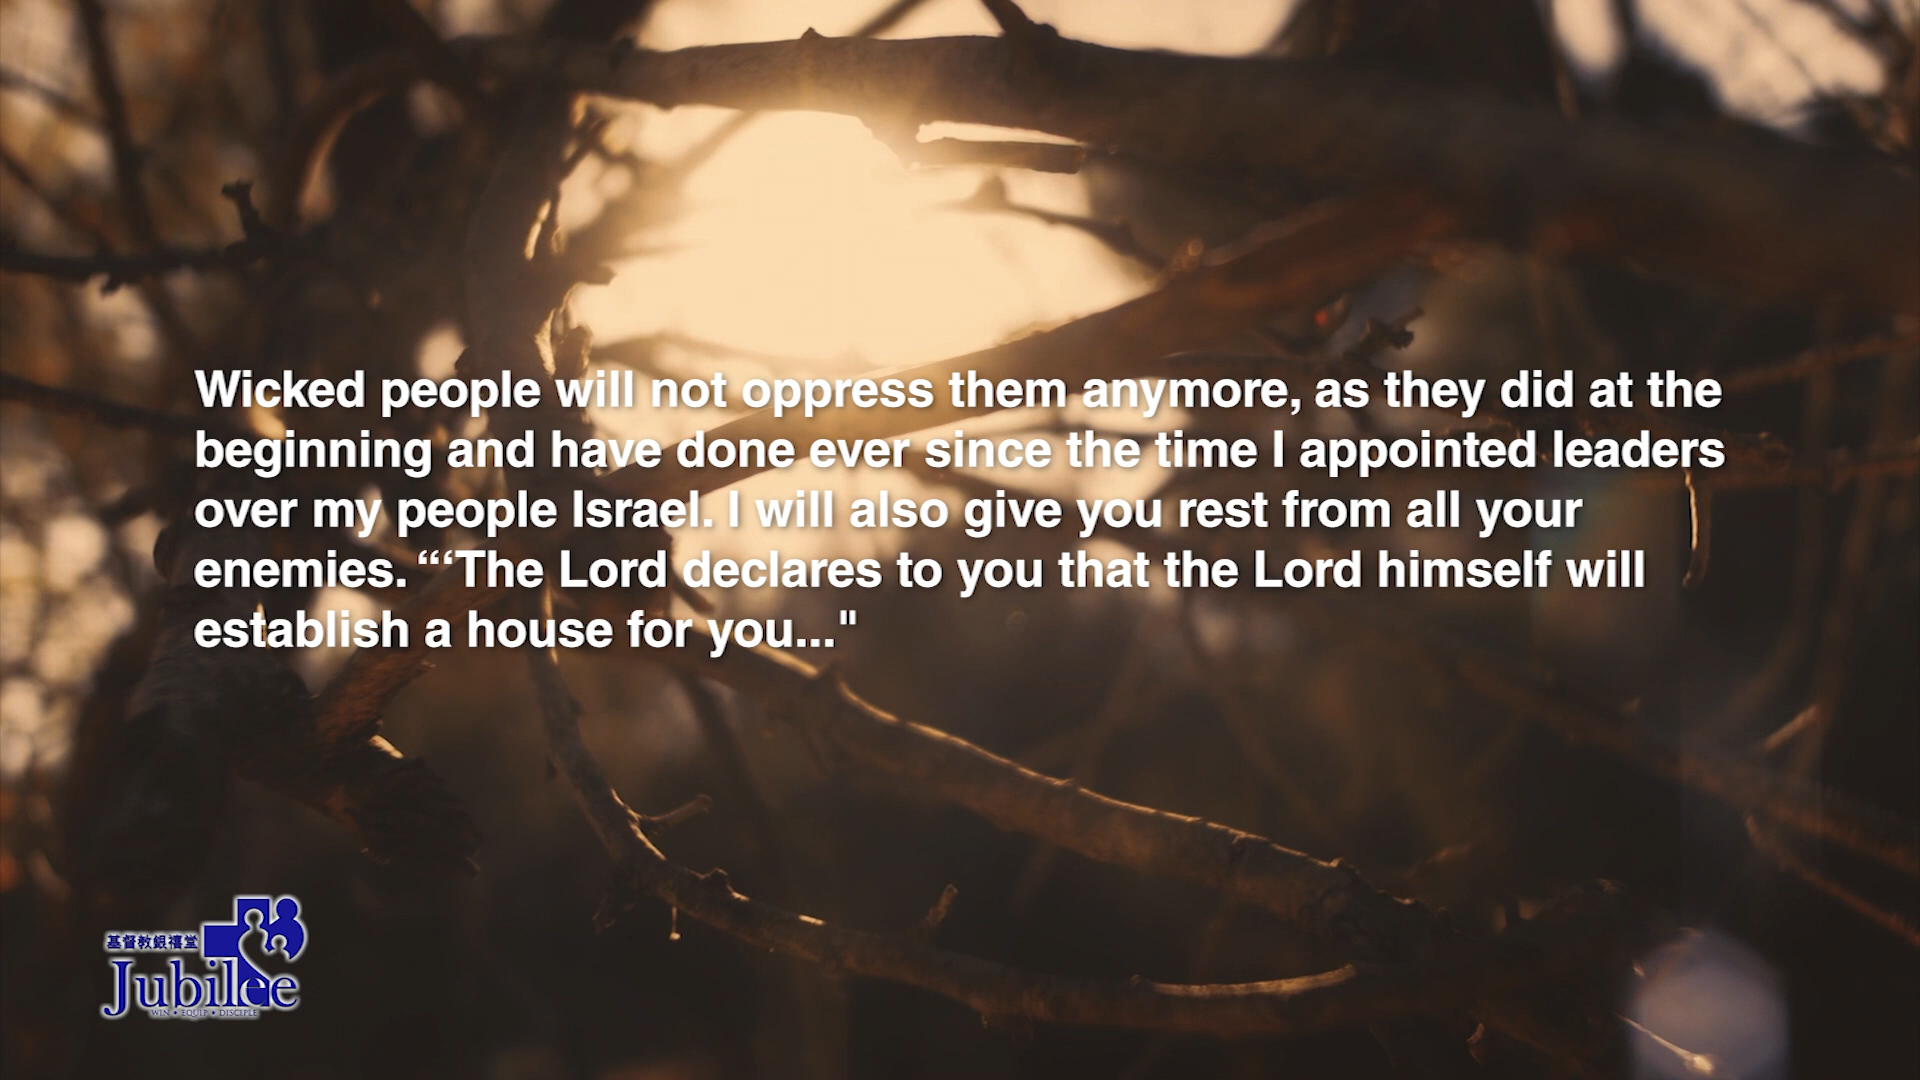 Wicked people will not oppress them anymore, as they did at the
beginning and have done ever since the time I appointed leaders
over my people Israel. I will also give you rest from all your
enemies. “‘The Lord declares to you that the Lord himself will
establish a house for you..."
基督教銀禧堂
Jubilee
WIN • EQUIP • DISCIPLE